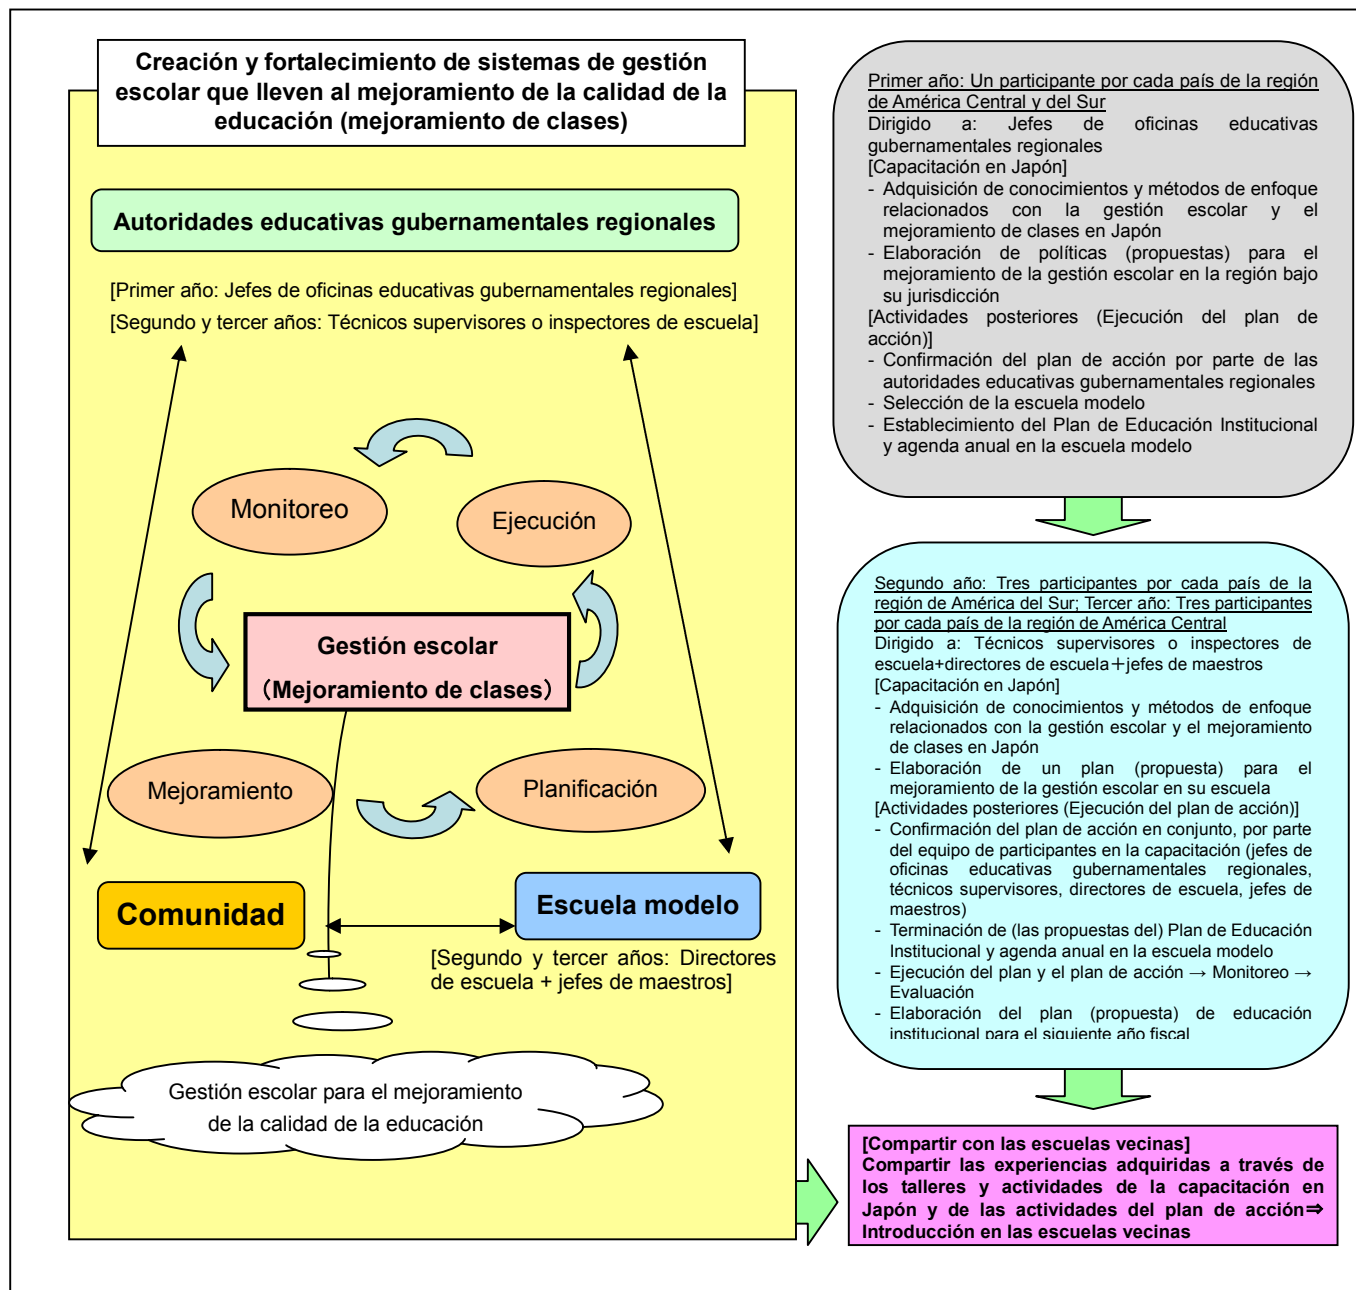 Creación y fortalecimiento de sistemas de gestión
escolar que lleven al mejoramiento de la calidad de la
educación (mejoramiento de clases)
Autoridades educativas gubernamentales regionales
[Primer año: Jefes de oficinas educativas gubernamentales regionales]
[Segundo y tercer años: Técnicos supervisores o inspectores de escuela]
Monitoreo
Ejecución
Gestión escolar
(Mejoramiento de clases)
Mejoramiento
Planificación
Comunidad
Escuela modelo
[Segundo y tercer años: Directores
de escuela + jefes de maestros]
Gestión escolar para el mejoramiento
de la calidad de la educación
Primer año: Un participante por cada país de la región
de América Central y del Sur
Dirigido a: Jefes de oficinas educativas
gubernamentales regionales
[Capacitación en Japón]
- Adquisición de conocimientos y métodos de enfoque
relacionados con la gestión escolar y el
mejoramiento de clases en Japón
- Elaboración de políticas (propuestas) para el
mejoramiento de la gestión escolar en la región bajo
su jurisdicción
[Actividades posteriores (Ejecución del plan de
acción)]
- Confirmación del plan de acción por parte de las
autoridades educativas gubernamentales regionales
- Selección de la escuela modelo
- Establecimiento del Plan de Educación Institucional
y agenda anual en la escuela modelo
Segundo año: Tres participantes por cada país de la
región de América del Sur; Tercer año: Tres participantes
por cada país de la región de América Central
Dirigido a: Técnicos supervisores o inspectores de
escuela+directores de escuela＋jefes de maestros
[Capacitación en Japón]
- Adquisición de conocimientos y métodos de enfoque
relacionados con la gestión escolar y el mejoramiento
de clases en Japón
- Elaboración de un plan (propuesta) para el
mejoramiento de la gestión escolar en su escuela
[Actividades posteriores (Ejecución del plan de acción)]
- Confirmación del plan de acción en conjunto, por parte
del equipo de participantes en la capacitación (jefes de
oficinas educativas gubernamentales regionales,
técnicos supervisores, directores de escuela, jefes de
maestros)
- Terminación de (las propuestas del) Plan de Educación
Institucional y agenda anual en la escuela modelo
- Ejecución del plan y el plan de acción → Monitoreo →
Evaluación
- Elaboración del plan (propuesta) de educación
institucional para el siguiente año fiscal
[Compartir con las escuelas vecinas]
Compartir las experiencias adquiridas a través de
los talleres y actividades de la capacitación en
Japón y de las actividades del plan de acción⇒
Introducción en las escuelas vecinas